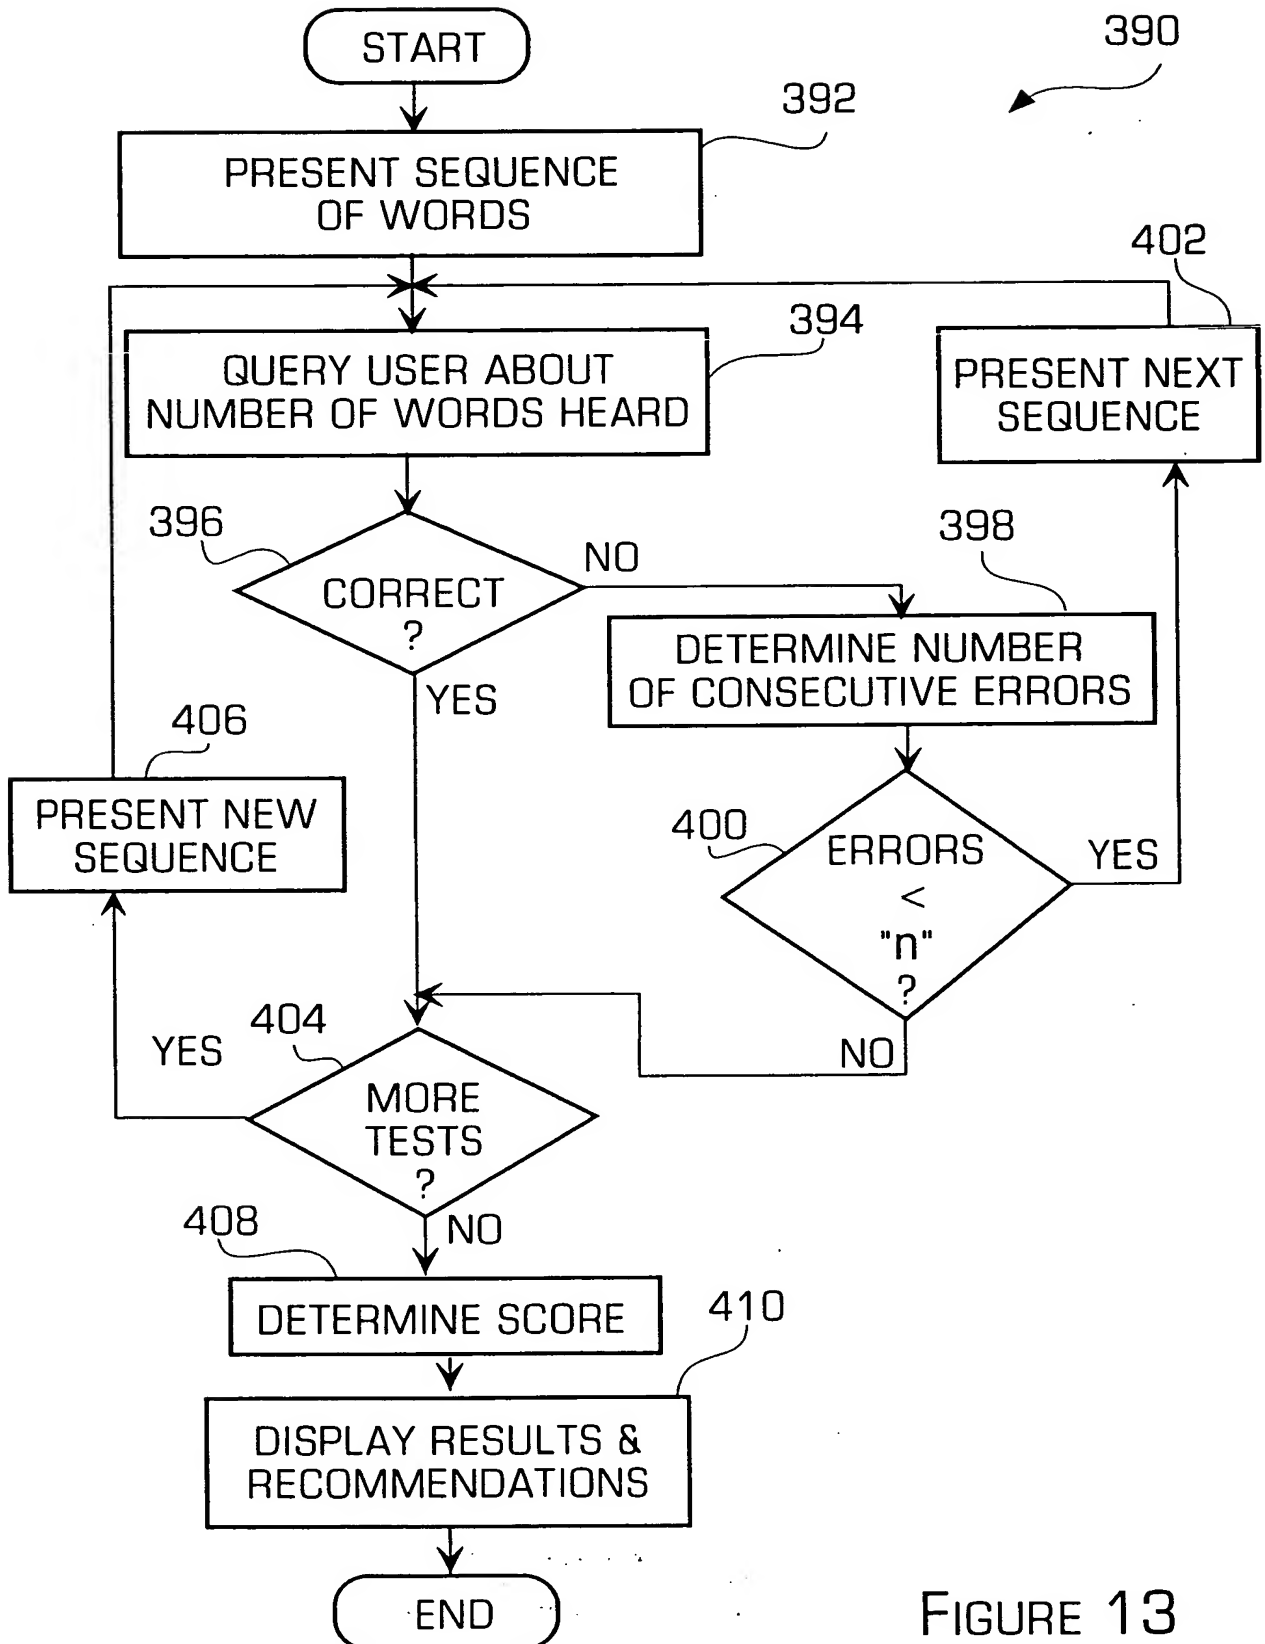 START
390
392
PRESENT SEQUENCE
OF WORDS
402
394
QUERY USER ABOUT
NUMBER OF WORDS HEARD
PRESENT NEXT
SEQUENCE
396
CORRECT
?
NO
398
DETERMINE NUMBER
OF CONSECUTIVE ERRORS
YES
406
PRESENT NEW
SEQUENCE
400
ERRORS
<
"n"
?
YES
NO
404
YES
MORE
TESTS
?
NO
408
DETERMINE SCORE
410
DISPLAY RESULTS &
RECOMMENDATIONS
END
FIGURE 13